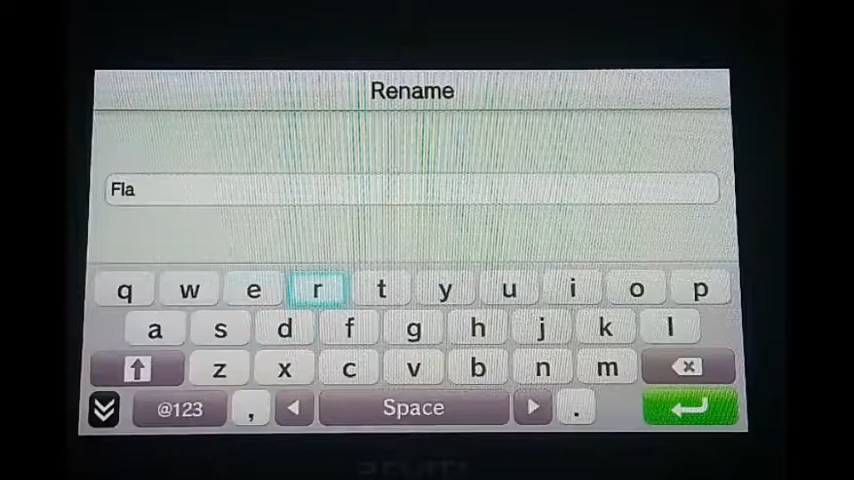 Rename
Fla
q w e r t y u i o p
a s d f g h j k l
z x c v b n m
@123 , Space .